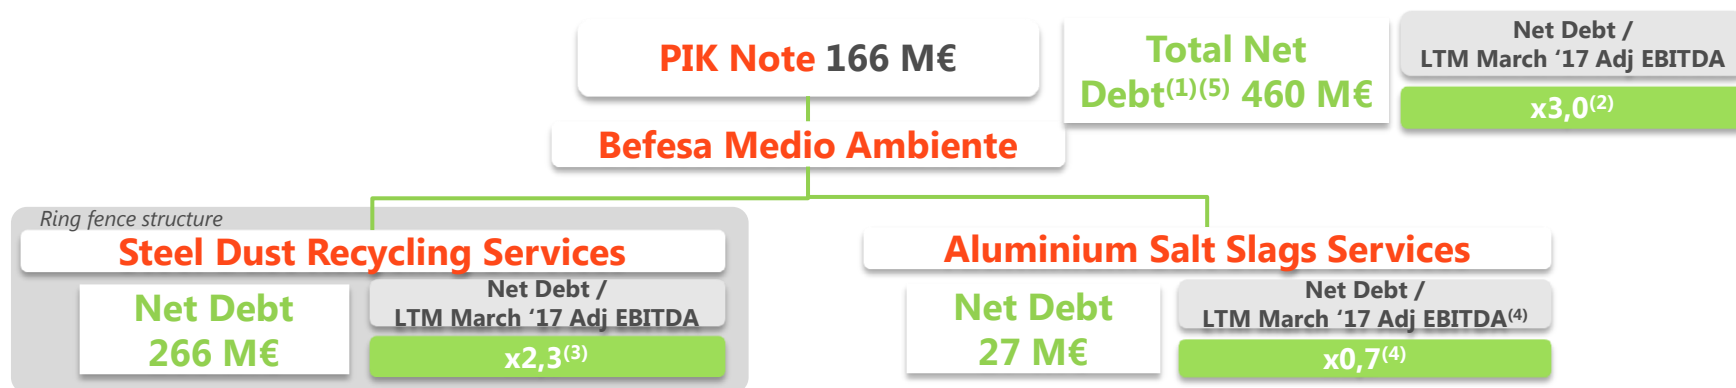 PIK Note 166 M€
Total Net
Debt(1)(5) 460 M€
Net Debt /
LTM March ‘17 Adj EBITDA
x3,0(2)
Befesa Medio Ambiente
Ring fence structure
Steel Dust Recycling Services
Net Debt
266 M€
Net Debt /
LTM March ‘17 Adj EBITDA
x2,3(3)
Aluminium Salt Slags Services
Net Debt
27 M€
Net Debt /
LTM March ‘17 Adj EBITDA(4)
x0,7(4)